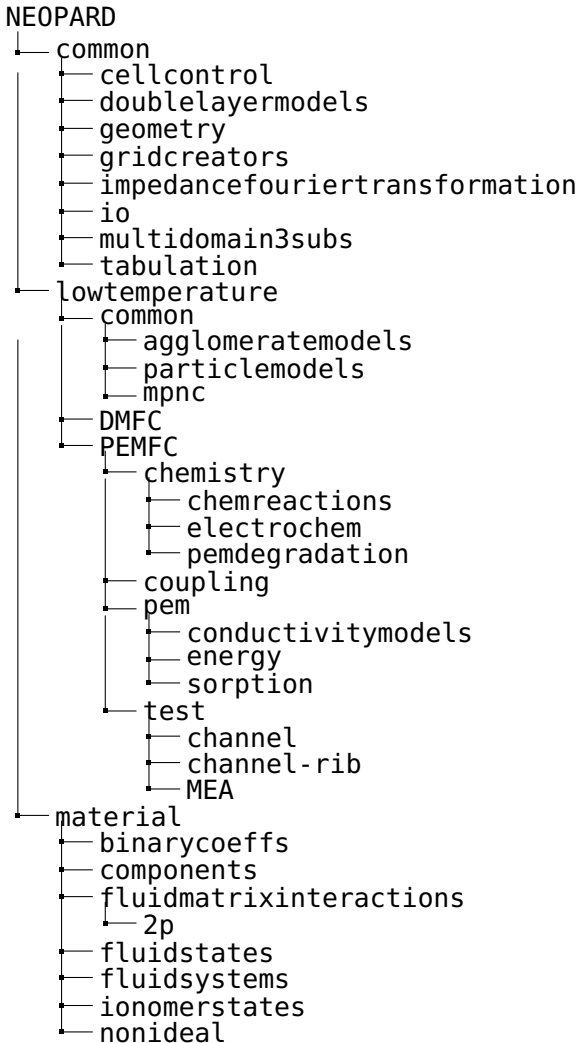 NEOPARD
common
cellcontrol
doublelayermodels
geometry
gridcreators
impedancefouriertransformation
io
multidomain3subs
tabulation
lowtemperature
common
agglomeratemodels
particlemodels
mpnc
DMFC
PEMFC
chemistry
chemreactions
electrochem
pemdegradation
coupling
pem
conductivitymodels
energy
sorption
test
channel
channel-rib
MEA
material
binarycoeffs
components
fluidmatrixinteractions
2p
fluidstates
fluidsystems
ionomerstates
nonideal